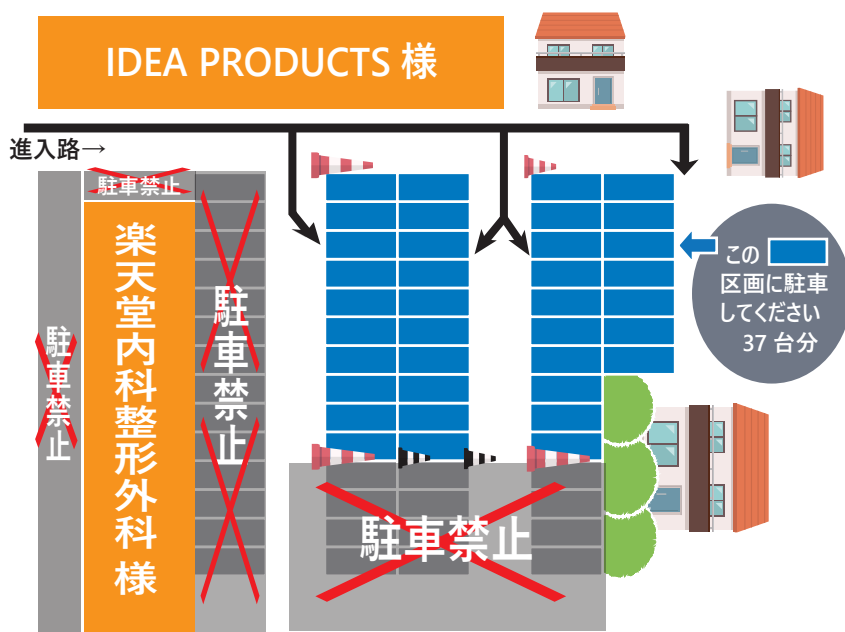 IDEA PRODUCTS 様
進入路→
駐車禁止
楽天堂内科整形外科 様
駐車禁止
駐車禁止
この
区画に駐車
してください
37 台分
駐車禁止